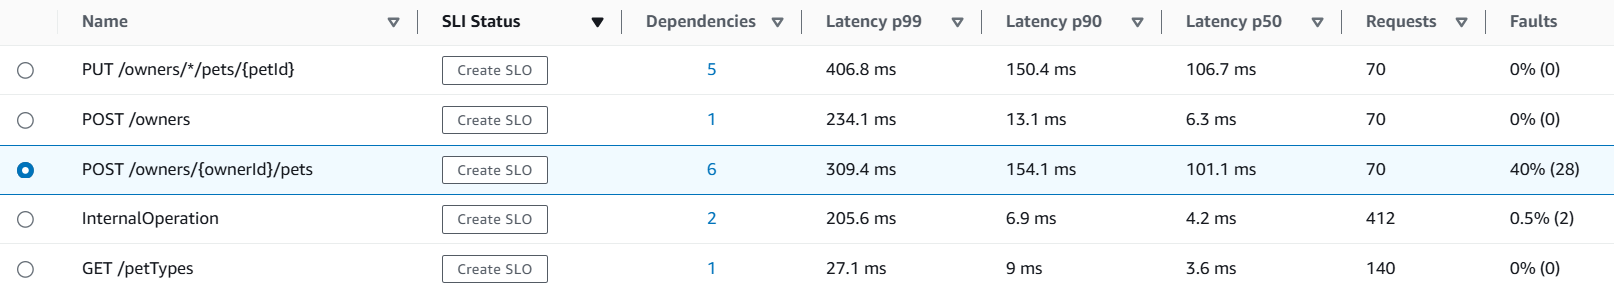 Name SLI Status Dependencies Latency p99 Latency p90 Latency p50 Requests Faults
PUT /owners/*/pets/{petId} Create SLO 5 406.8 ms 150.4 ms 106.7 ms 70 0% (0)
POST /owners Create SLO 1 234.1 ms 13.1 ms 6.3 ms 70 0% (0)
POST /owners/{ownerId}/pets Create SLO 6 309.4 ms 154.1 ms 101.1 ms 70 40% (28)
InternalOperation Create SLO 2 205.6 ms 6.9 ms 4.2 ms 412 0.5% (2)
GET /petTypes Create SLO 1 27.1 ms 9 ms 3.6 ms 140 0% (0)